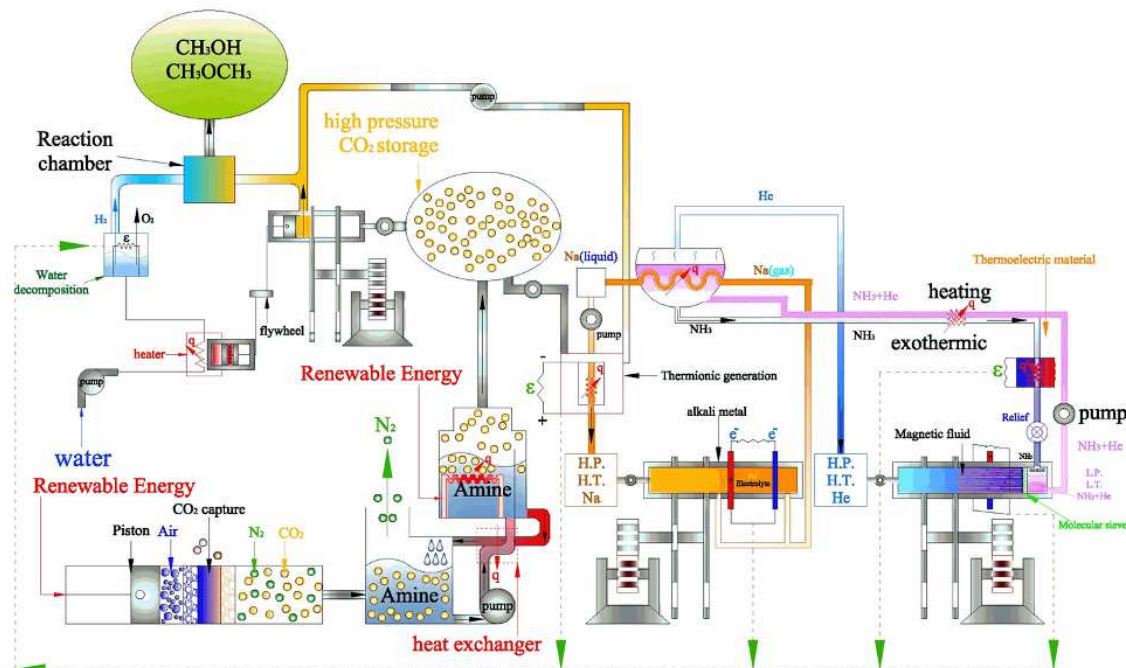 CH₃OH
CH₃OCH₃
pump
high pressure
CO₂ storage
Reaction
chamber
H₂
O₂
ε
Water
decomposition
He
Na(liquid)
q
Na(gas)
Thermoelectric material
NH₃+He
heating
q
NH₃
NH₃
exothermic
flywheel
pump
heater
q
Renewable Energy
-
q
ε
+
Thermionic generation
ε
q
pump
N₂
alkali metal
e⁻
e⁻
Relief
pump
water
Renewable Energy
q
Amine
H.P.
H.T.
Na
Electrolyte
H.P.
H.T.
He
Magnetic fluid
NH₃
NH₃+He
L.P.
L.T.
NH₃+He
Molecular sieve
CO₂ capture
Piston
Air
N₂
CO₂
q
Amine
pump
heat exchanger